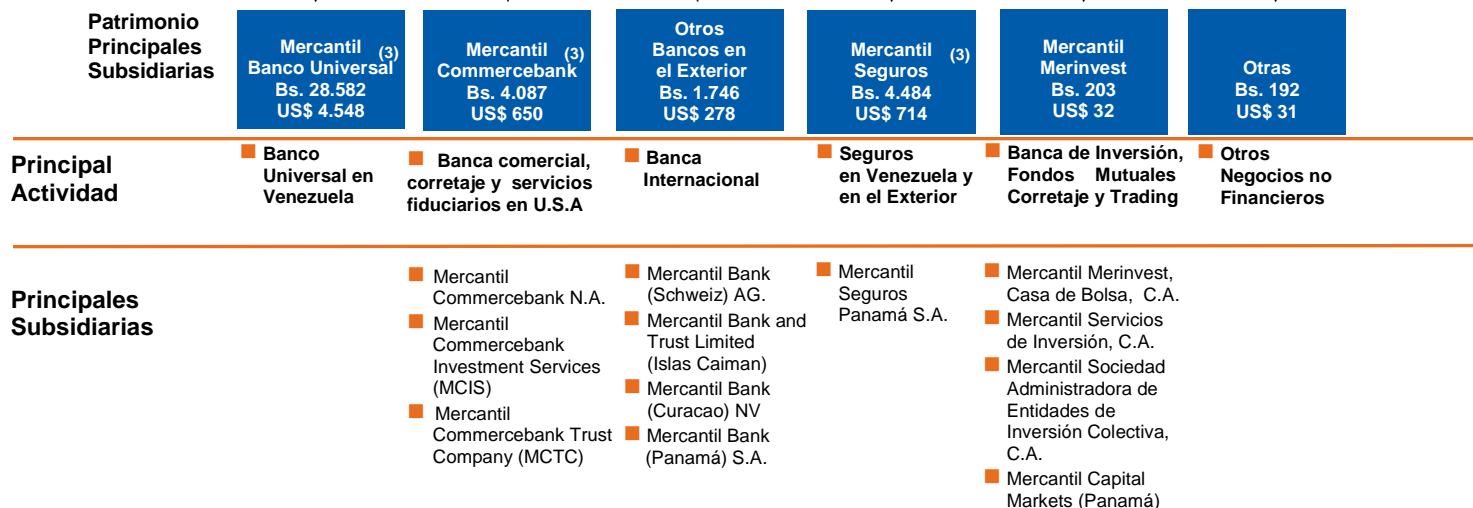 Patrimonio
Principales
Subsidiarias
Mercantil (3)
Banco Universal
Bs. 28.582
US$ 4.548
Mercantil (3)
Commercebank
Bs. 4.087
US$ 650
Otros
Bancos en
el Exterior
Bs. 1.746
US$ 278
Mercantil (3)
Seguros
Bs. 4.484
US$ 714
Mercantil
Merinvest
Bs. 203
US$ 32
Otras
Bs. 192
US$ 31
Principal
Actividad
Banco
Universal en
Venezuela
Banca comercial,
corretaje y servicios
fiduciarios en U.S.A
Banca
Internacional
Seguros
en Venezuela y
en el Exterior
Banca de Inversión,
Fondos Mutuales
Corretaje y Trading
Otros
Negocios no
Financieros
Principales
Subsidiarias
Mercantil
Commercebank N.A.
Mercantil
Commercebank
Investment Services
(MCIS)
Mercantil
Commercebank Trust
Company (MCTC)
Mercantil Bank
(Schweiz) AG.
Mercantil Bank and
Trust Limited
(Islas Caiman)
Mercantil Bank
(Curacao) NV
Mercantil Bank
(Panamá) S.A.
Mercantil
Seguros
Panamá S.A.
Mercantil Merinvest,
Casa de Bolsa, C.A.
Mercantil Servicios
de Inversión, C.A.
Mercantil Sociedad
Administradora de
Entidades de
Inversión Colectiva,
C.A.
Mercantil Capital
Markets (Panamá)